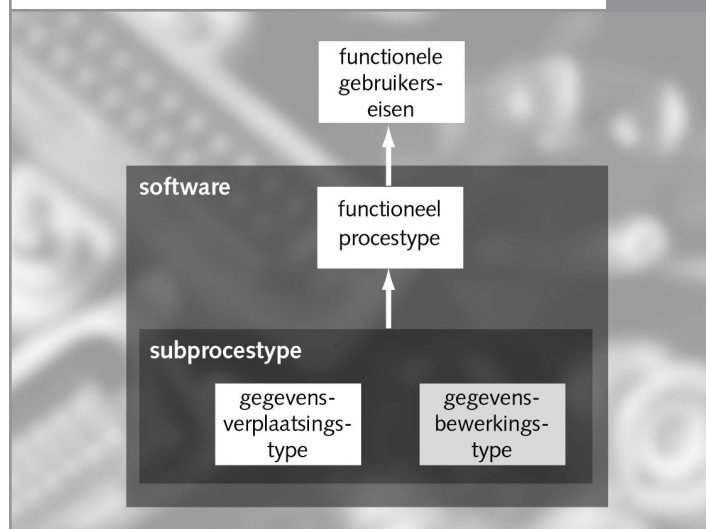 functionele
gebruikers-
eisen
software
functioneel
procestype
subprocestype
gegevens-
verplaatsings-
type
gegevens-
bewerkings-
type